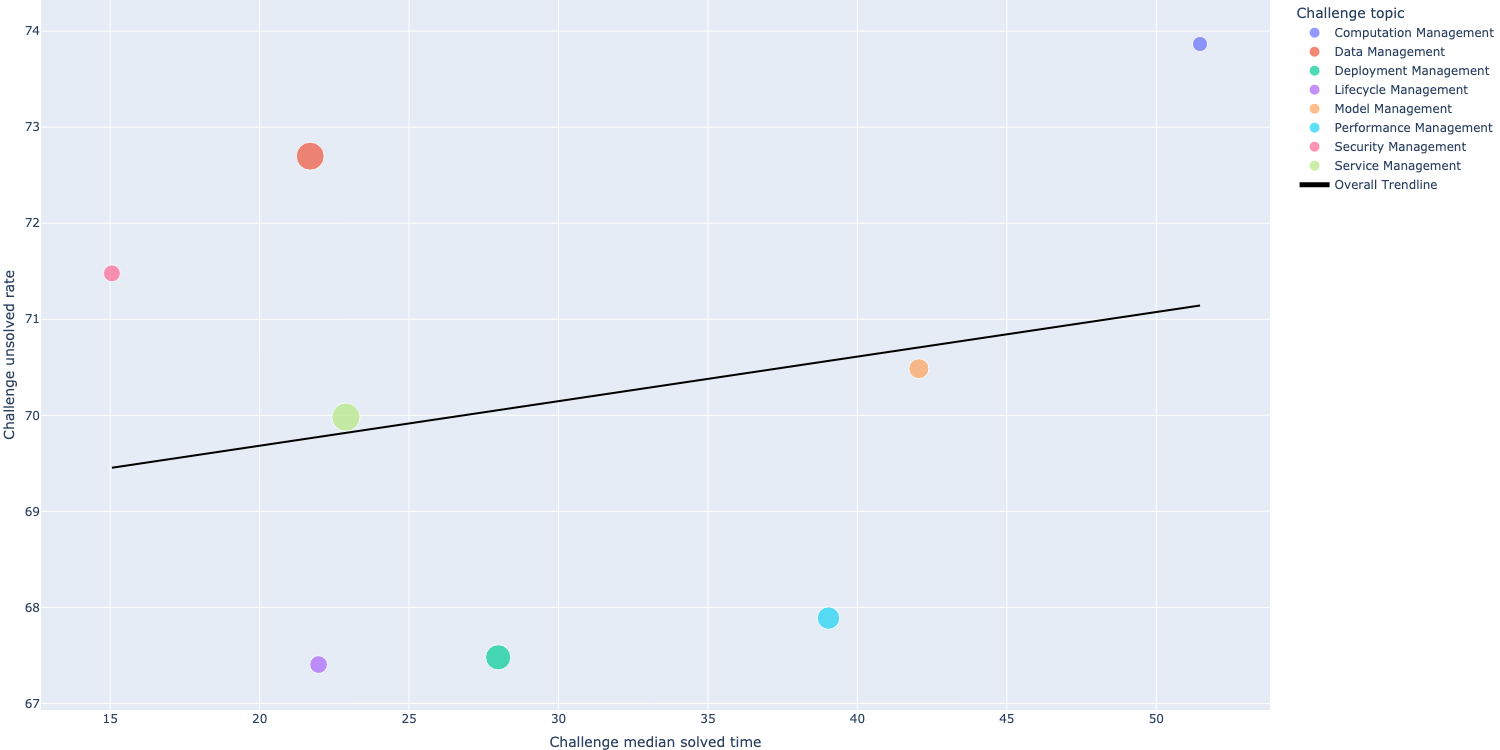 Challenge topic
Computation Management
Data Management
Deployment Management
Lifecycle Management
Model Management
Performance Management
Security Management
Service Management
Overall Trendline
74
73
72
71
70
69
68
67
Challenge unsolved rate
15 20 25 30 35 40 45 50
Challenge median solved time